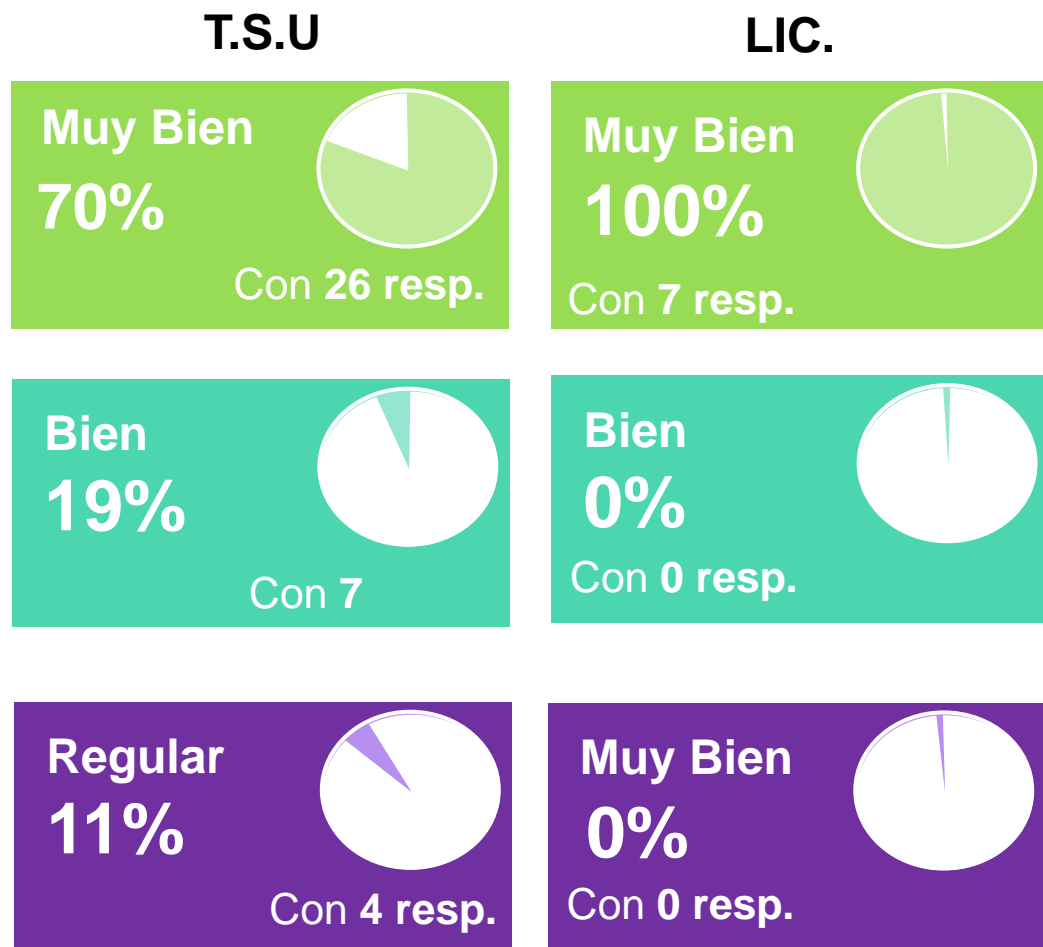 T.S.U
LIC.
Muy Bien
70%
Con 26 resp.
Muy Bien
100%
Con 7 resp.
Bien
19%
Con 7
Bien
0%
Con 0 resp.
Regular
11%
Con 4 resp.
Muy Bien
0%
Con 0 resp.